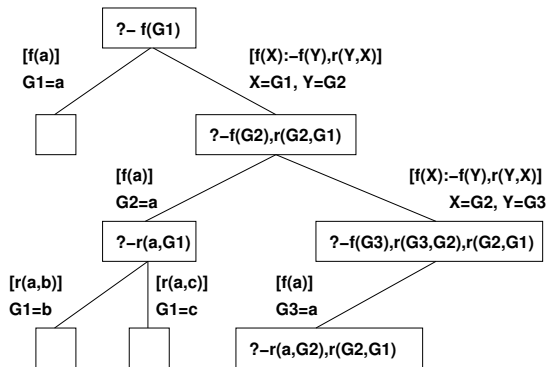 ?– f(G1)
[f(a)]
G1=a
[f(X):–f(Y),r(Y,X)]
X=G1, Y=G2
?–f(G2),r(G2,G1)
[f(a)]
G2=a
[f(X):–f(Y),r(Y,X)]
X=G2, Y=G3
?–r(a,G1)
?–f(G3),r(G3,G2),r(G2,G1)
[r(a,b)]
G1=b
[r(a,c)]
G1=c
[f(a)]
G3=a
?–r(a,G2),r(G2,G1)